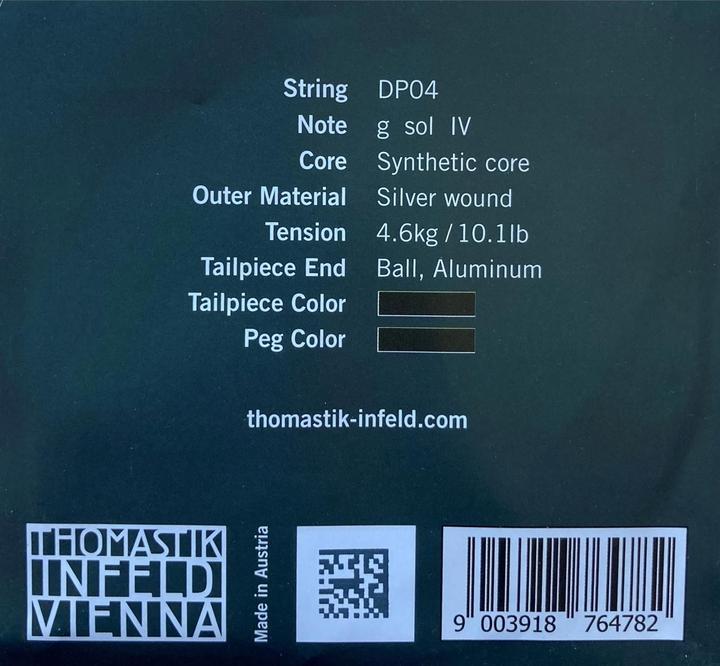 String DP04
Note g sol IV
Core Synthetic core
Outer Material Silver wound
Tension 4.6kg / 10.1lb
Tailpiece End Ball, Aluminum
Tailpiece Color
Peg Color
thomastik-infeld.com
THOMASTIK
INFELD
VIENNA
Made in Austria
9 003918 764782